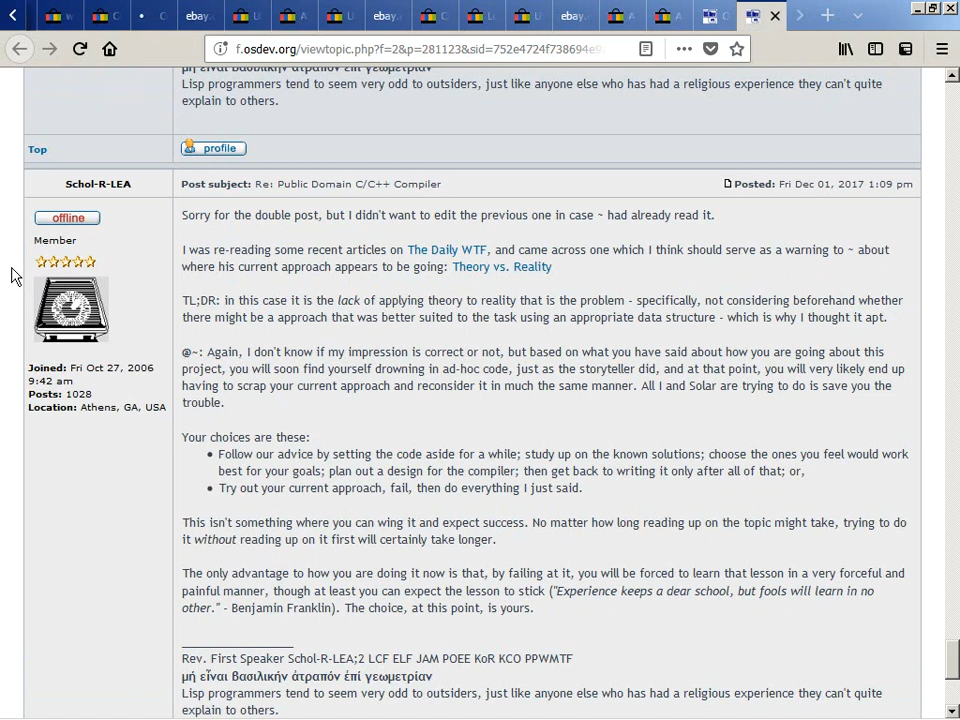 w
C
ebay.
U
A
U
ebay.
C
L
U
ebay.
A
A
f.osdev.org/viewtopic.php?f=2&p=281123&sid=752e4724f738694e9
μὴ εἶναι βασιλικὴν ἀτραπόν ἐπί γεωμετρίαν
Lisp programmers tend to seem very odd to outsiders, just like anyone else who has had a religious experience they can't quite
explain to others.
Top
profile
Schol-R-LEA
Post subject: Re: Public Domain C/C++ Compiler
Posted: Fri Dec 01, 2017 1:09 pm
offline
Member
Joined: Fri Oct 27, 2006
9:42 am
Posts: 1028
Location: Athens, GA, USA
Sorry for the double post, but I didn't want to edit the previous one in case ~ had already read it.
I was re-reading some recent articles on The Daily WTF, and came across one which I think should serve as a warning to ~ about
where his current approach appears to be going: Theory vs. Reality
TL;DR: in this case it is the lack of applying theory to reality that is the problem - specifically, not considering beforehand whether
there might be a approach that was better suited to the task using an appropriate data structure - which is why I thought it apt.
@~: Again, I don't know if my impression is correct or not, but based on what you have said about how you are going about this
project, you will soon find yourself drowning in ad-hoc code, just as the storyteller did, and at that point, you will very likely end up
having to scrap your current approach and reconsider it in much the same manner. All I and Solar are trying to do is save you the
trouble.
Your choices are these:
Follow our advice by setting the code aside for a while; study up on the known solutions; choose the ones you feel would work
best for your goals; plan out a design for the compiler; then get back to writing it only after all of that; or,
Try out your current approach, fail, then do everything I just said.
This isn't something where you can wing it and expect success. No matter how long reading up on the topic might take, trying to do
it without reading up on it first will certainly take longer.
The only advantage to how you are doing it now is that, by failing at it, you will be forced to learn that lesson in a very forceful and
painful manner, though at least you can expect the lesson to stick ("Experience keeps a dear school, but fools will learn in no
other." - Benjamin Franklin). The choice, at this point, is yours.
Rev. First Speaker Schol-R-LEA;2 LCF ELF JAM POEE KoR KCO PPWMTF
μὴ εἶναι βασιλικὴν ἀτραπόν ἐπί γεωμετρίαν
Lisp programmers tend to seem very odd to outsiders, just like anyone else who has had a religious experience they can't quite
explain to others.